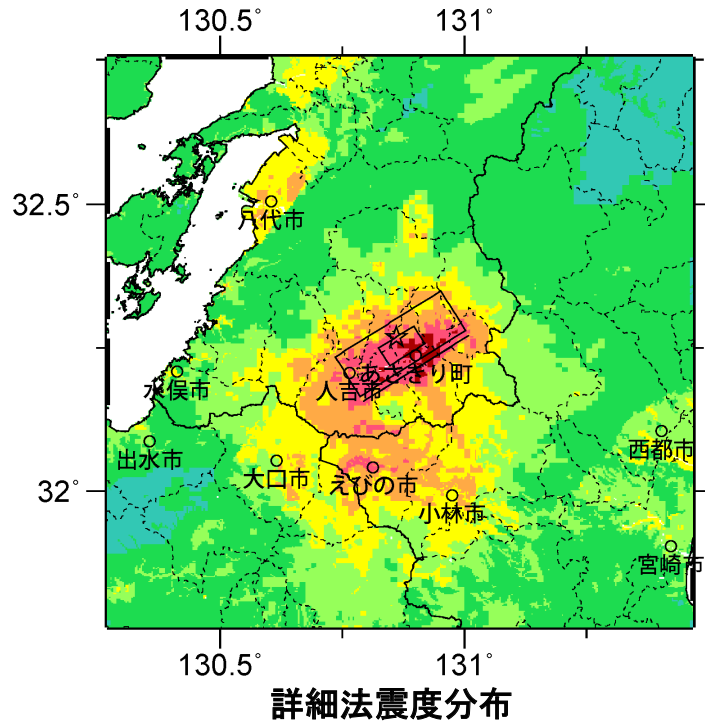 130.5°
131°
32.5°
八代市
あさぎり町
人吉市
水俣市
西都市
出水市
大口市
えびの市
32°
小林市
宮崎市
130.5°
131°
詳細法震度分布